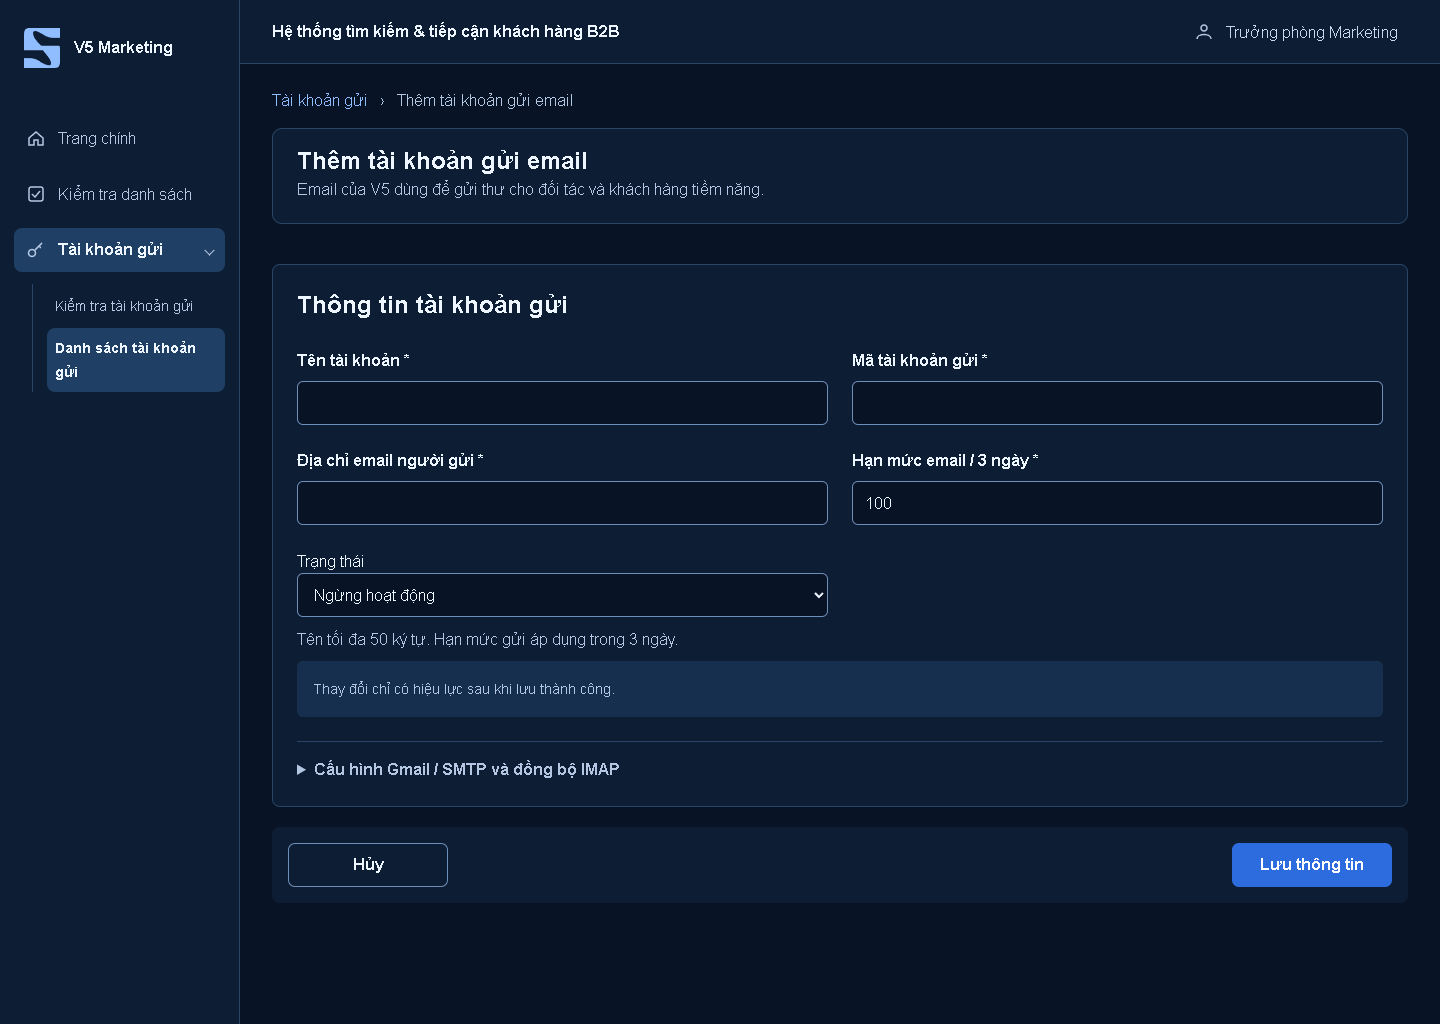 V5 Marketing
Hệ thống tìm kiếm & tiếp cận khách hàng B2B
Trưởng phòng Marketing
Trang chính
Kiểm tra danh sách
Tài khoản gửi
Kiểm tra tài khoản gửi
Danh sách tài khoản
gửi
Tài khoản gửi › Thêm tài khoản gửi email
Thêm tài khoản gửi email
Email của V5 dùng để gửi thư cho đối tác và khách hàng tiềm năng.
Thông tin tài khoản gửi
Tên tài khoản *
Mã tài khoản gửi *
Địa chỉ email người gửi *
Hạn mức email / 3 ngày *
100
Trạng thái
Ngừng hoạt động
Tên tối đa 50 ký tự. Hạn mức gửi áp dụng trong 3 ngày.
Thay đổi chỉ có hiệu lực sau khi lưu thành công.
Cấu hình Gmail / SMTP và đồng bộ IMAP
Hủy
Lưu thông tin